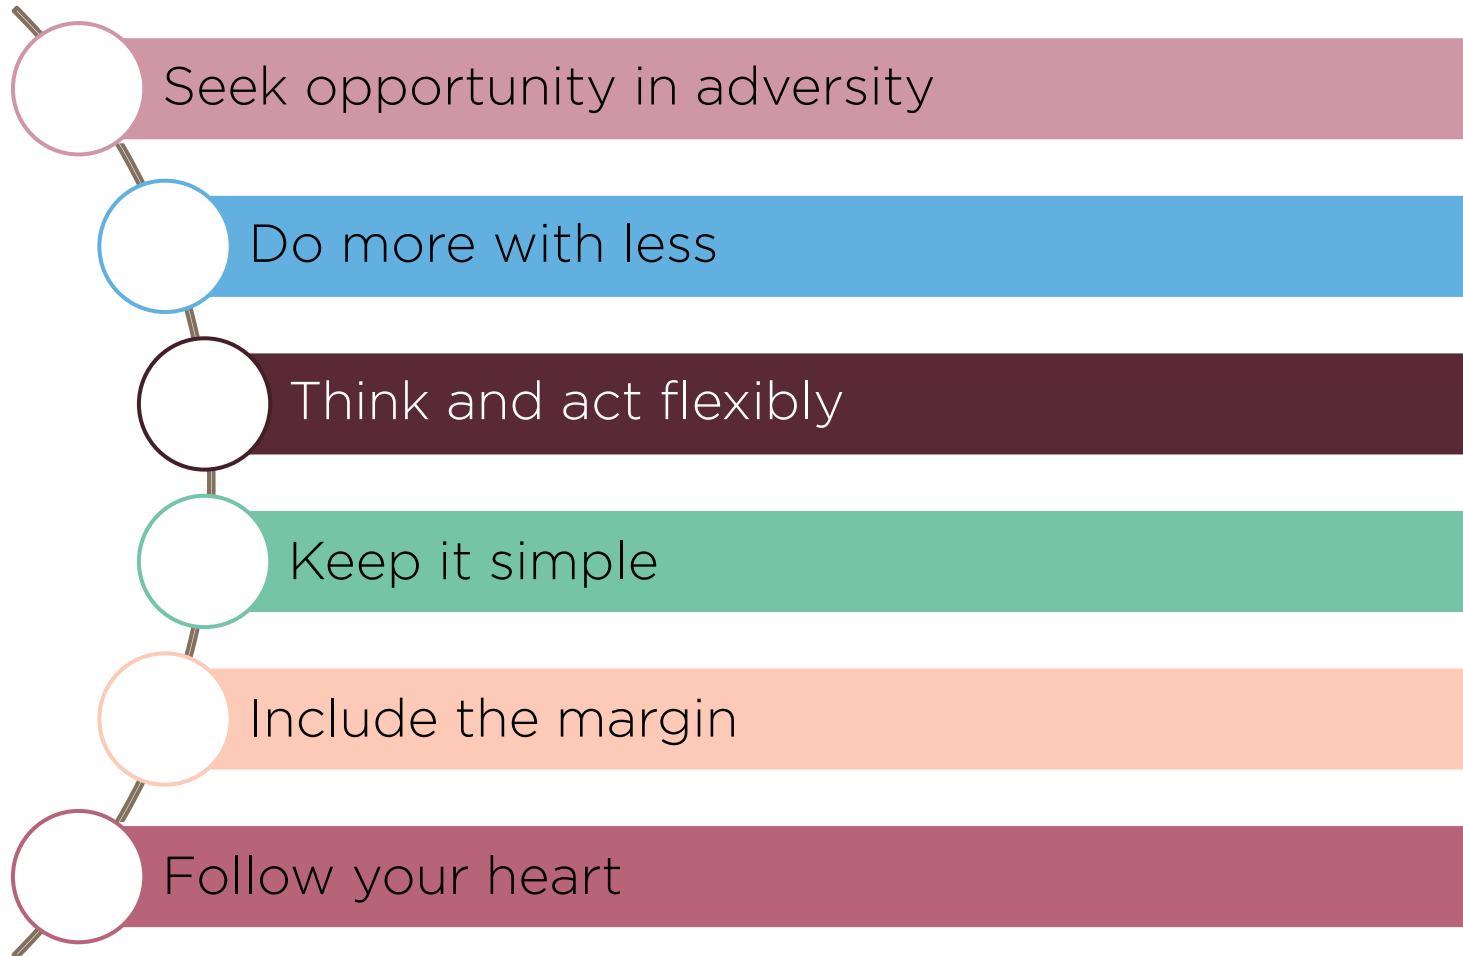 Seek opportunity in adversity
Do more with less
Think and act flexibly
Keep it simple
Include the margin
Follow your heart